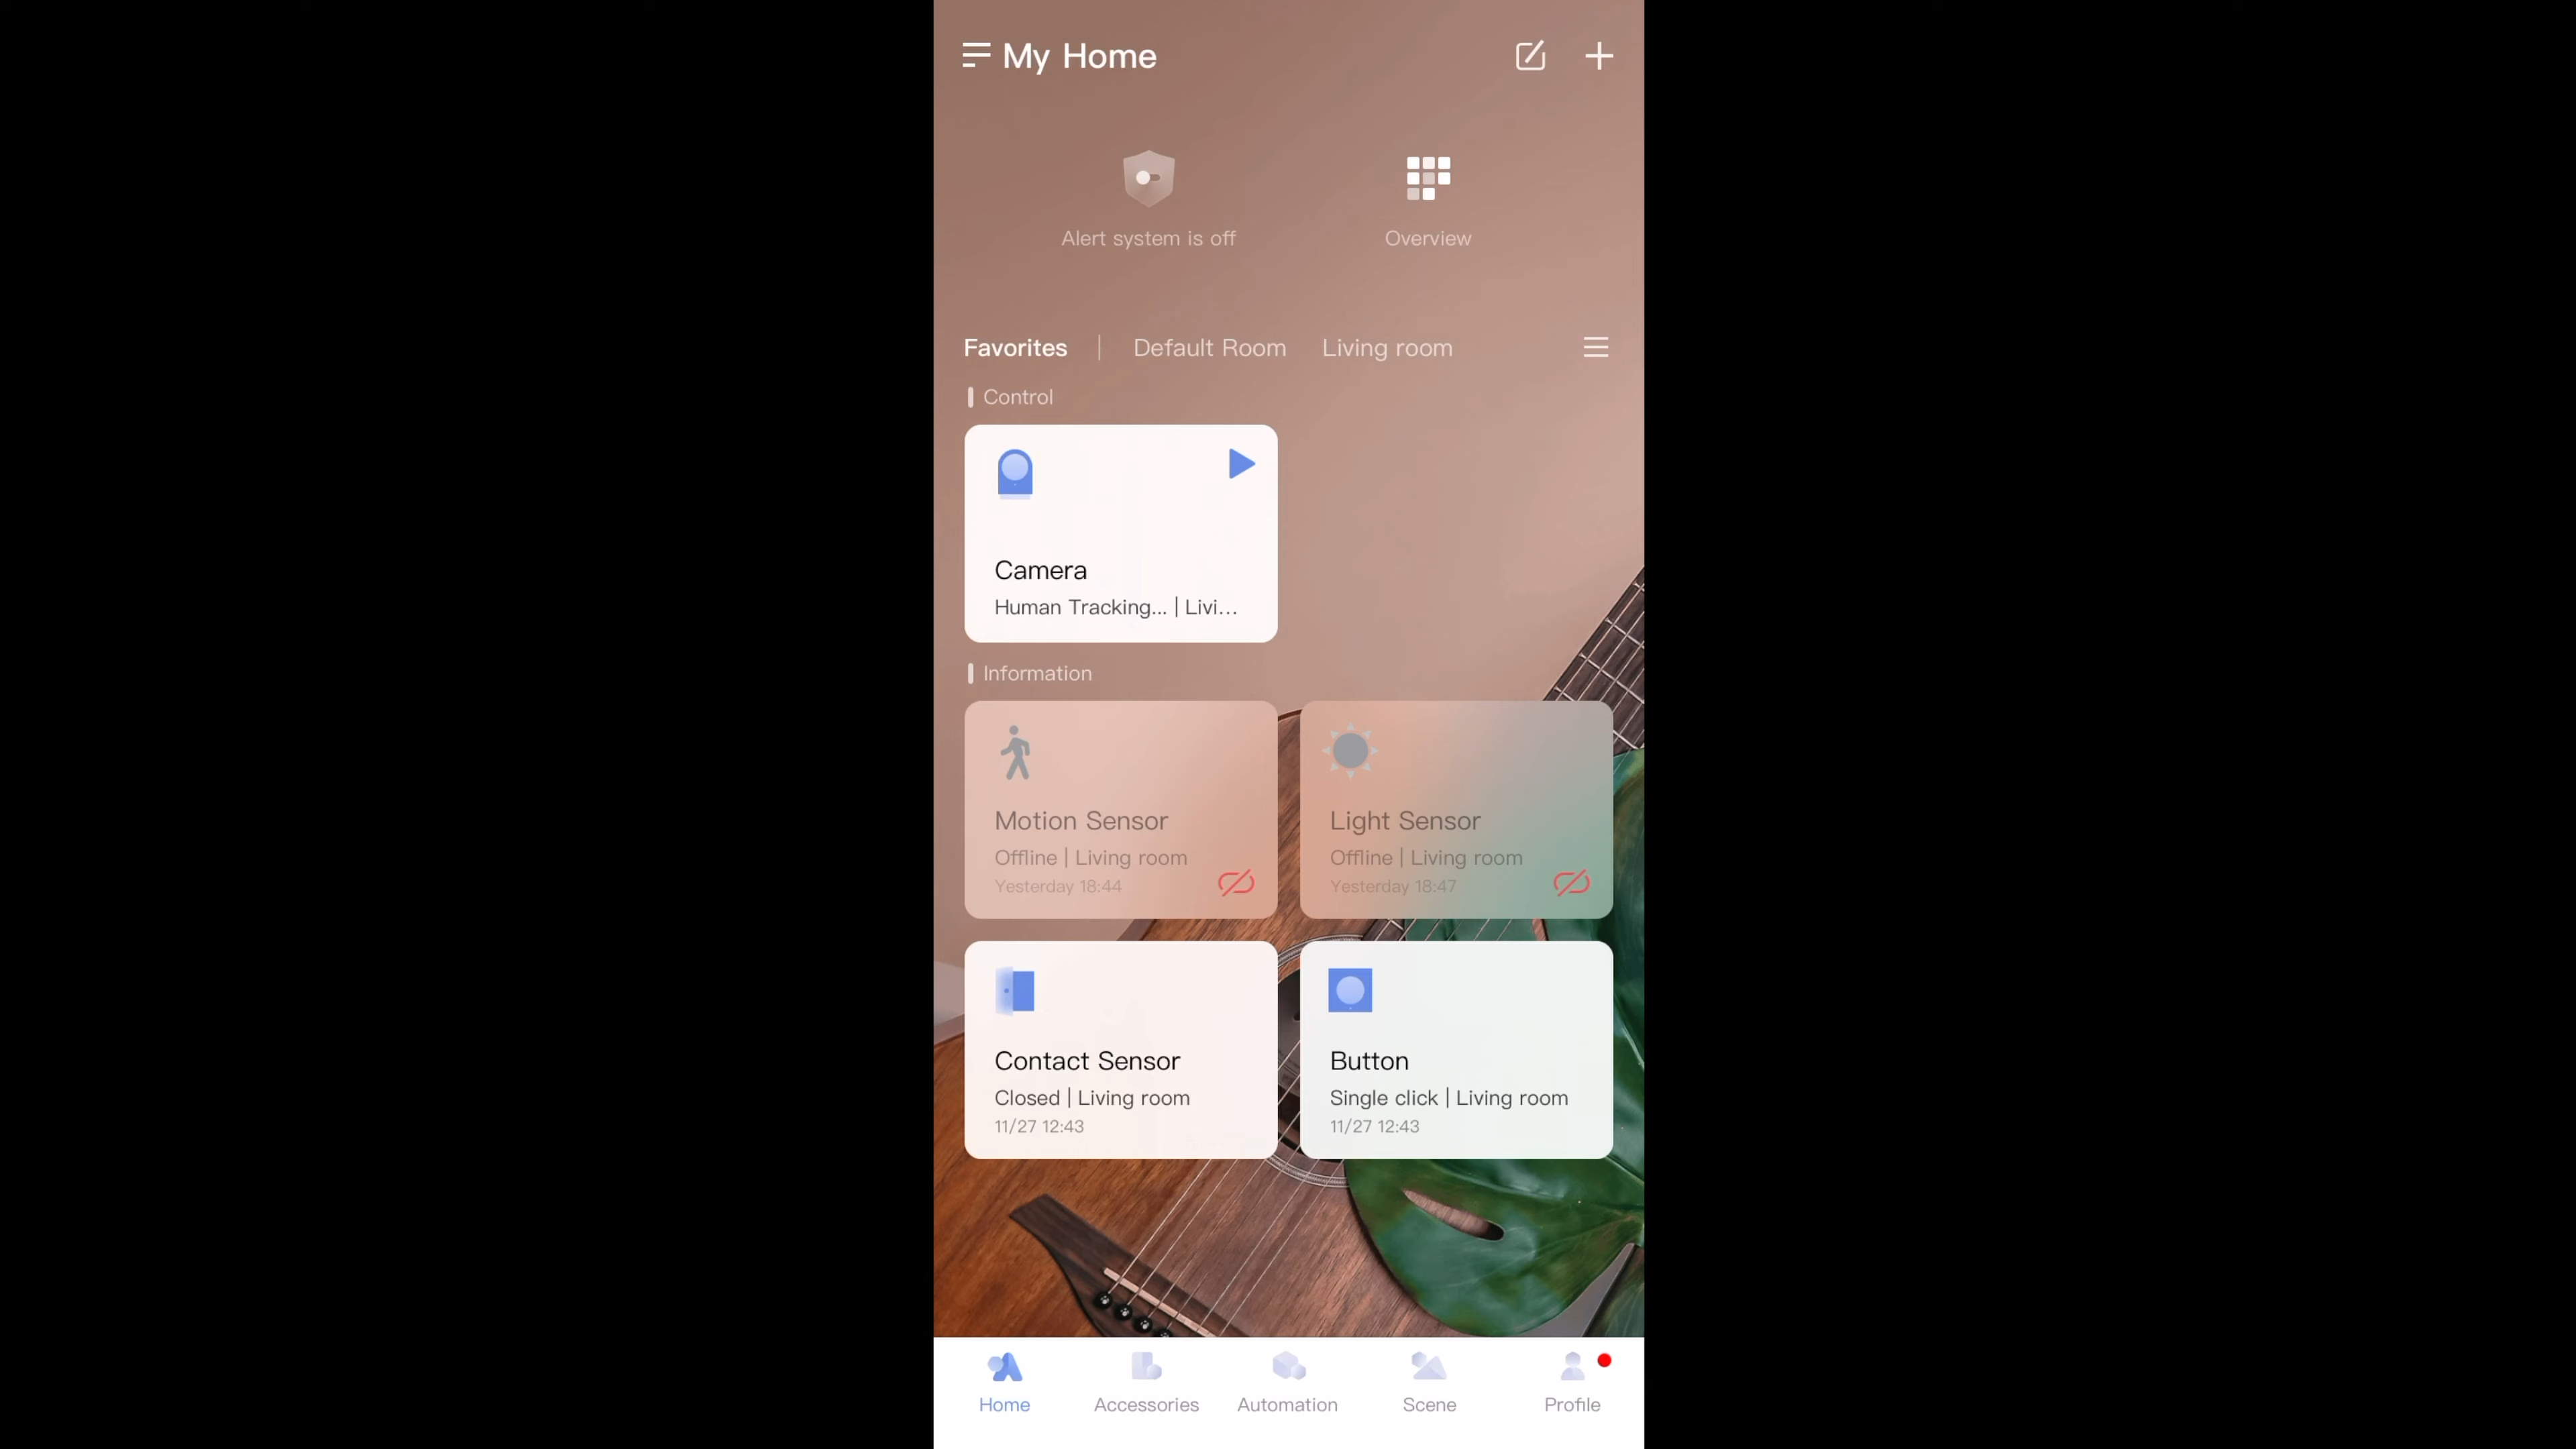 My Home
Alert system is off
Overview
Favorites | Default Room Living room
Control
Camera
Human Tracking... | Livi...
Information
Motion Sensor
Offline | Living room
Yesterday 18:44
Light Sensor
Offline | Living room
Yesterday 18:47
Contact Sensor
Closed | Living room
11/27 12:43
Button
Single click | Living room
11/27 12:43
Home
Accessories
Automation
Scene
Profile